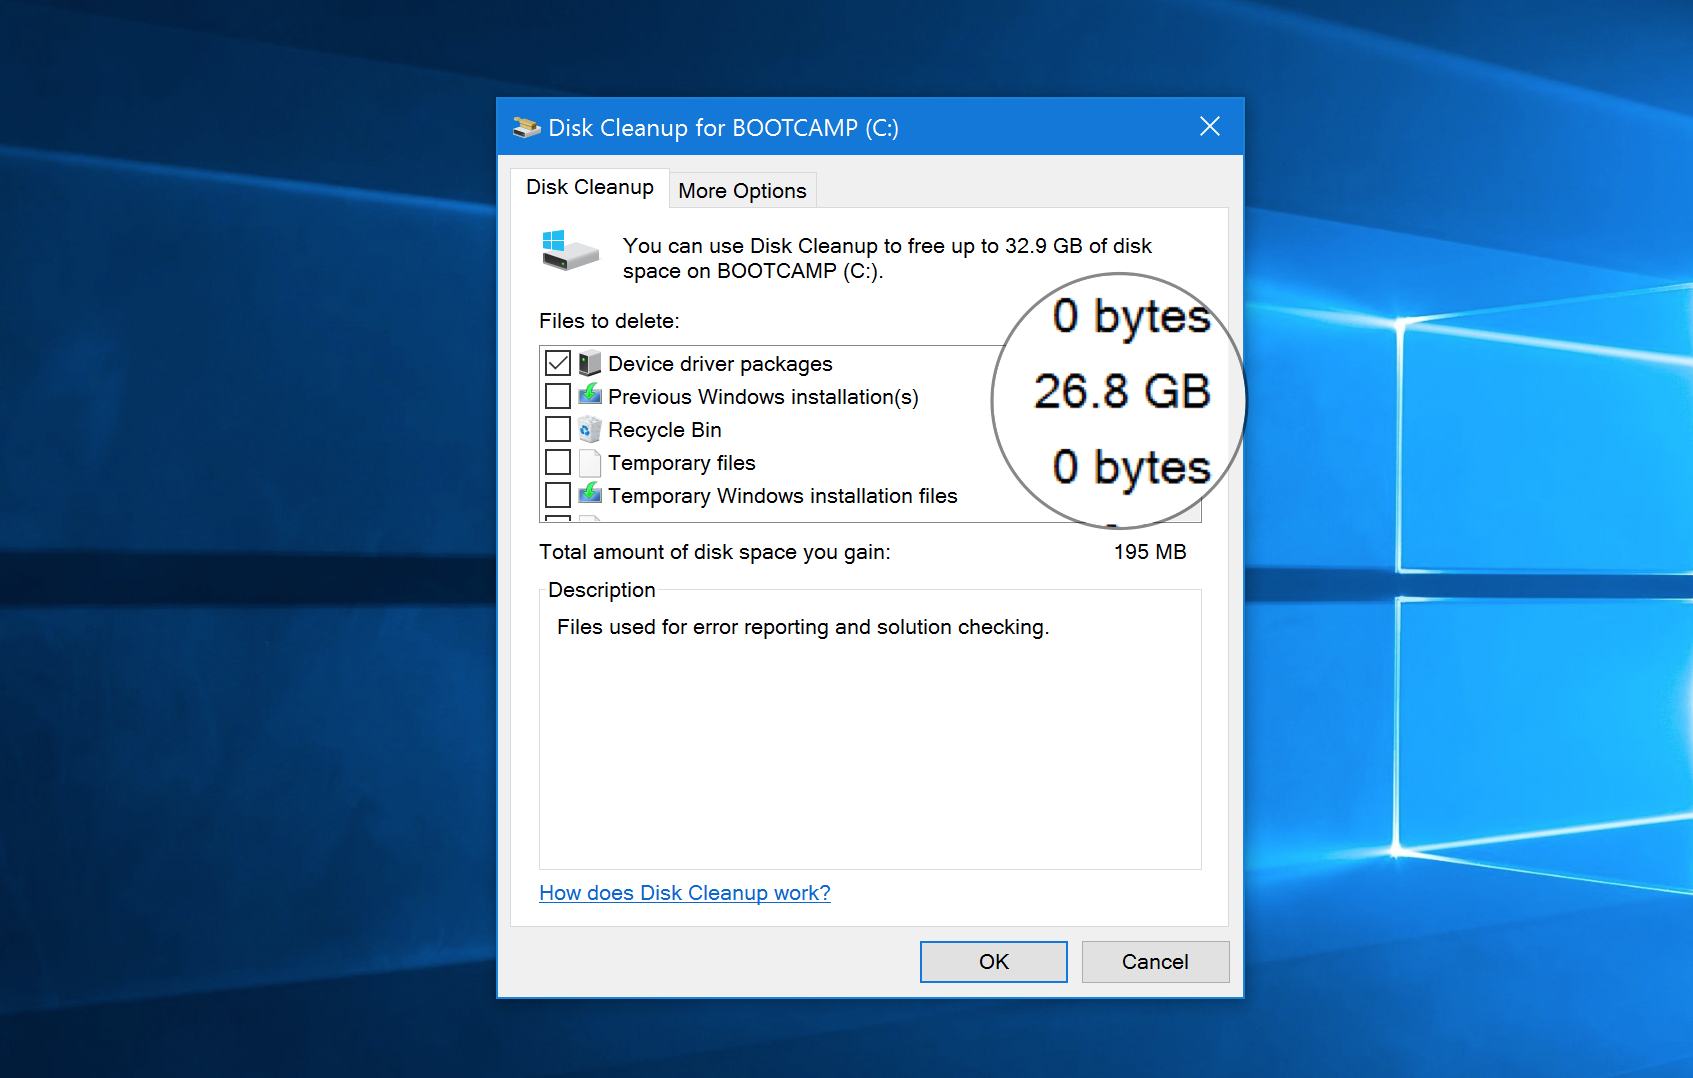 Disk Cleanup for BOOTCAMP (C:)
Disk Cleanup
More Options
You can use Disk Cleanup to free up to 32.9 GB of disk
space on BOOTCAMP (C:).
Files to delete:
0 bytes
Device driver packages
Previous Windows installation(s)
26.8 GB
Recycle Bin
Temporary files
0 bytes
Temporary Windows installation files
Total amount of disk space you gain: 195 MB
Description
Files used for error reporting and solution checking.
How does Disk Cleanup work?
OK
Cancel